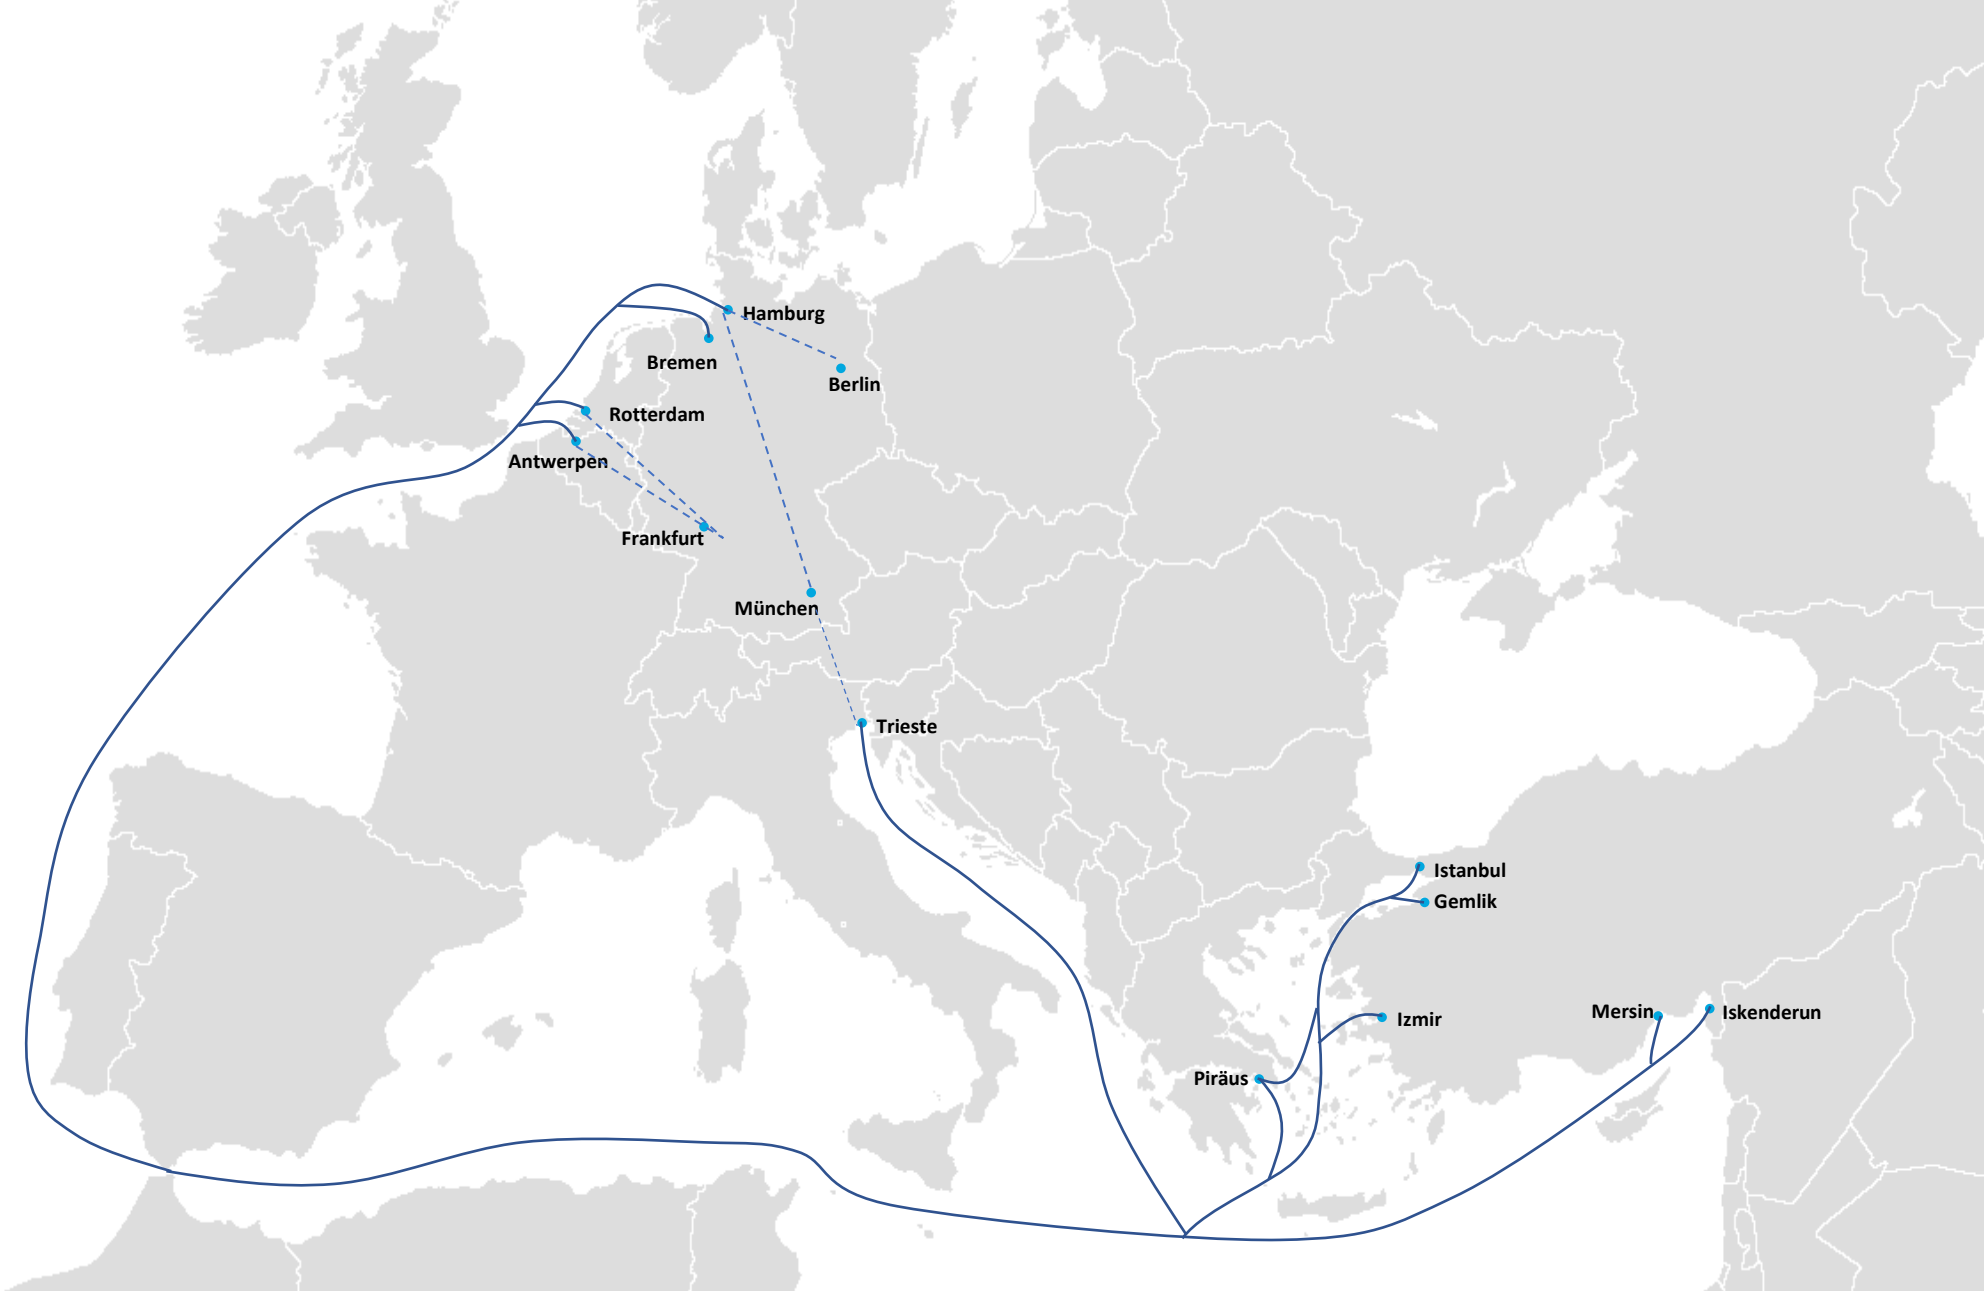 Hamburg
Bremen
Berlin
Rotterdam
Antwerpen
Frankfurt
München
Trieste
Istanbul
Gemlik
Mersin
Iskenderun
Izmir
Piräus